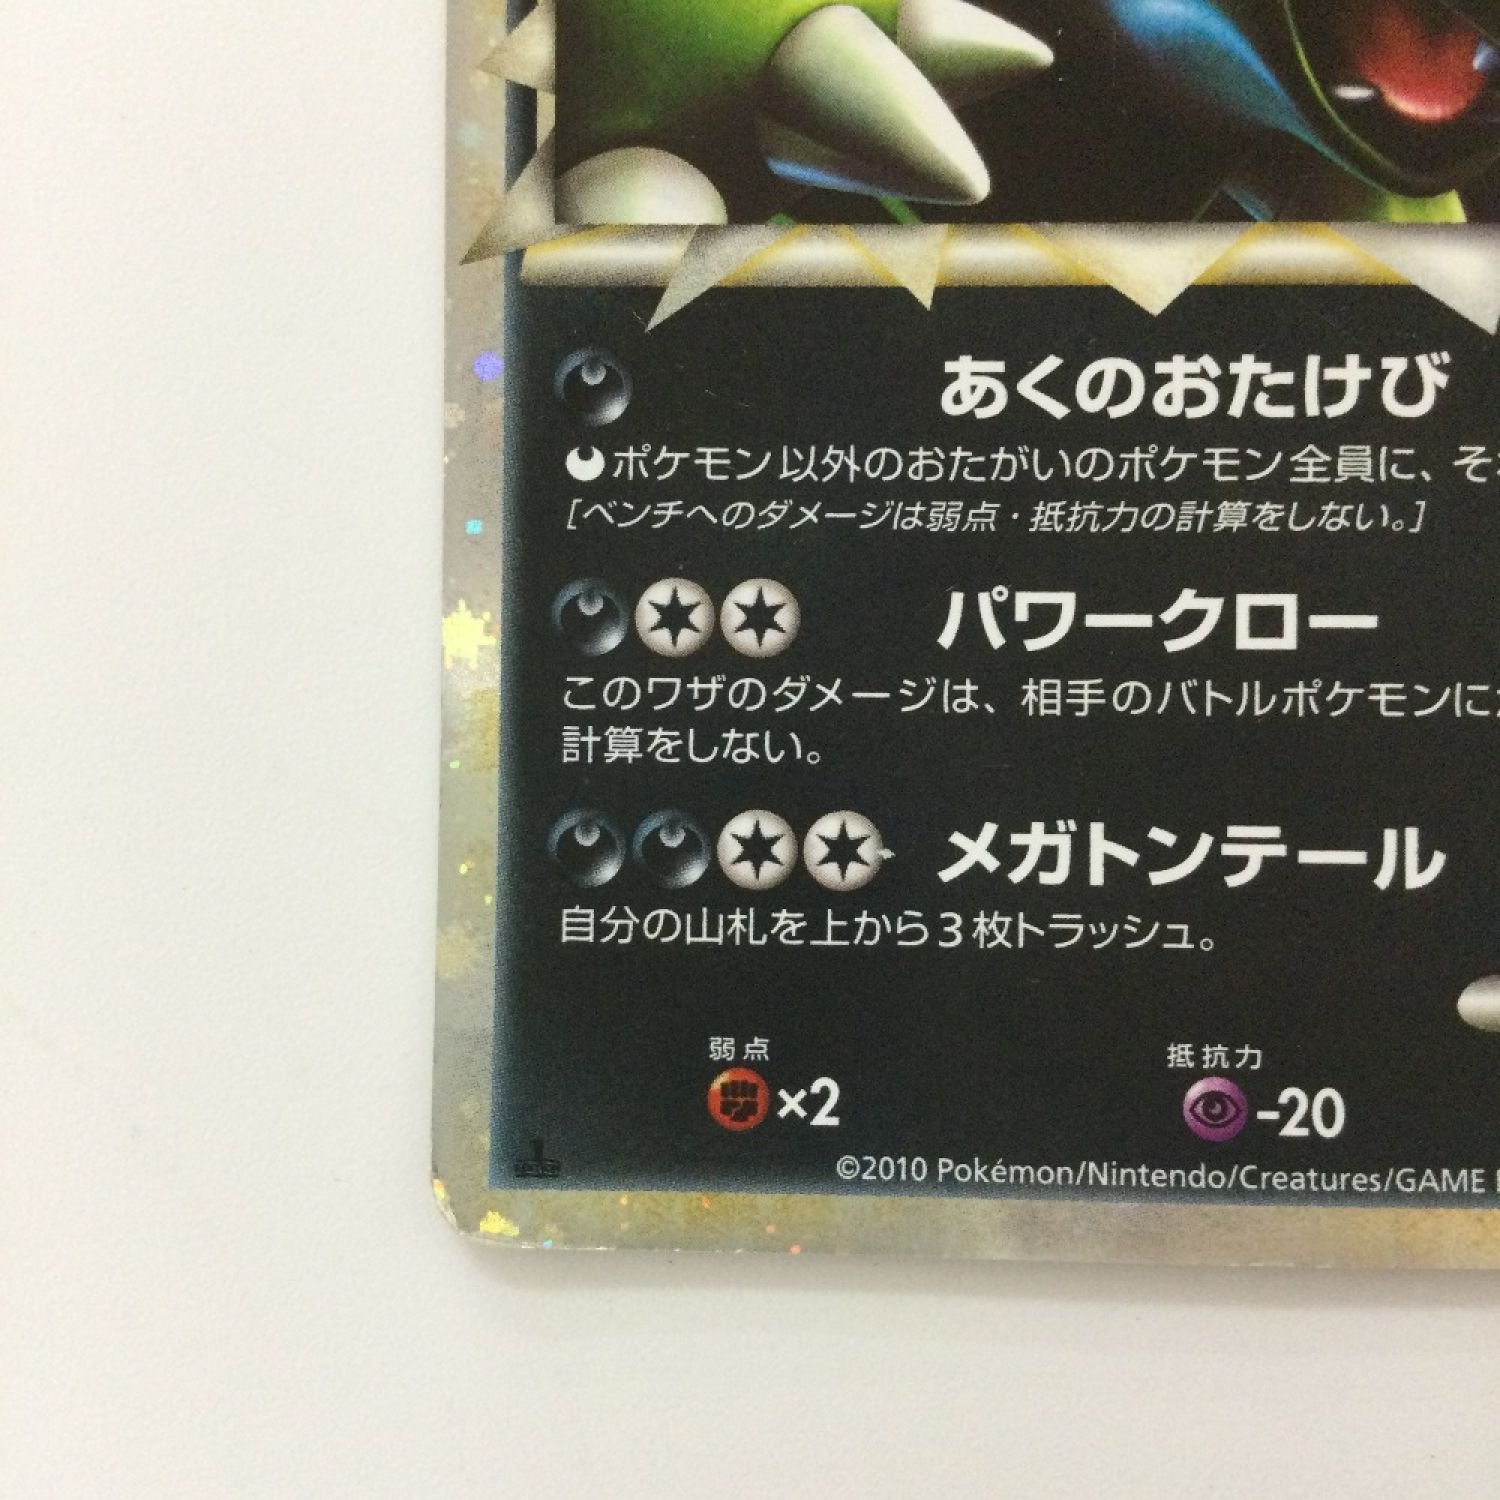 あくのおたけび
ポケモン以外のおたがいのポケモン全員に、そ
[ベンチへのダメージは弱点・抵抗力の計算をしない。]
パワークロー
このワザのダメージは、相手のバトルポケモンに
計算をしない。
メガトンテール
自分の山札を上から3枚トラッシュ。
弱点
×2
抵抗力
-20
©2010 Pokémon/Nintendo/Creatures/GAME